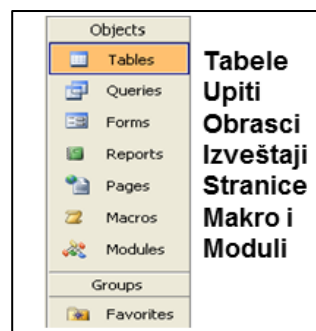 Objects
Tables Tabele
Queries Upiti
Forms Obrasci
Reports Izveštaji
Pages Stranice
Macros Makro i
Modules Moduli
Groups
Favorites